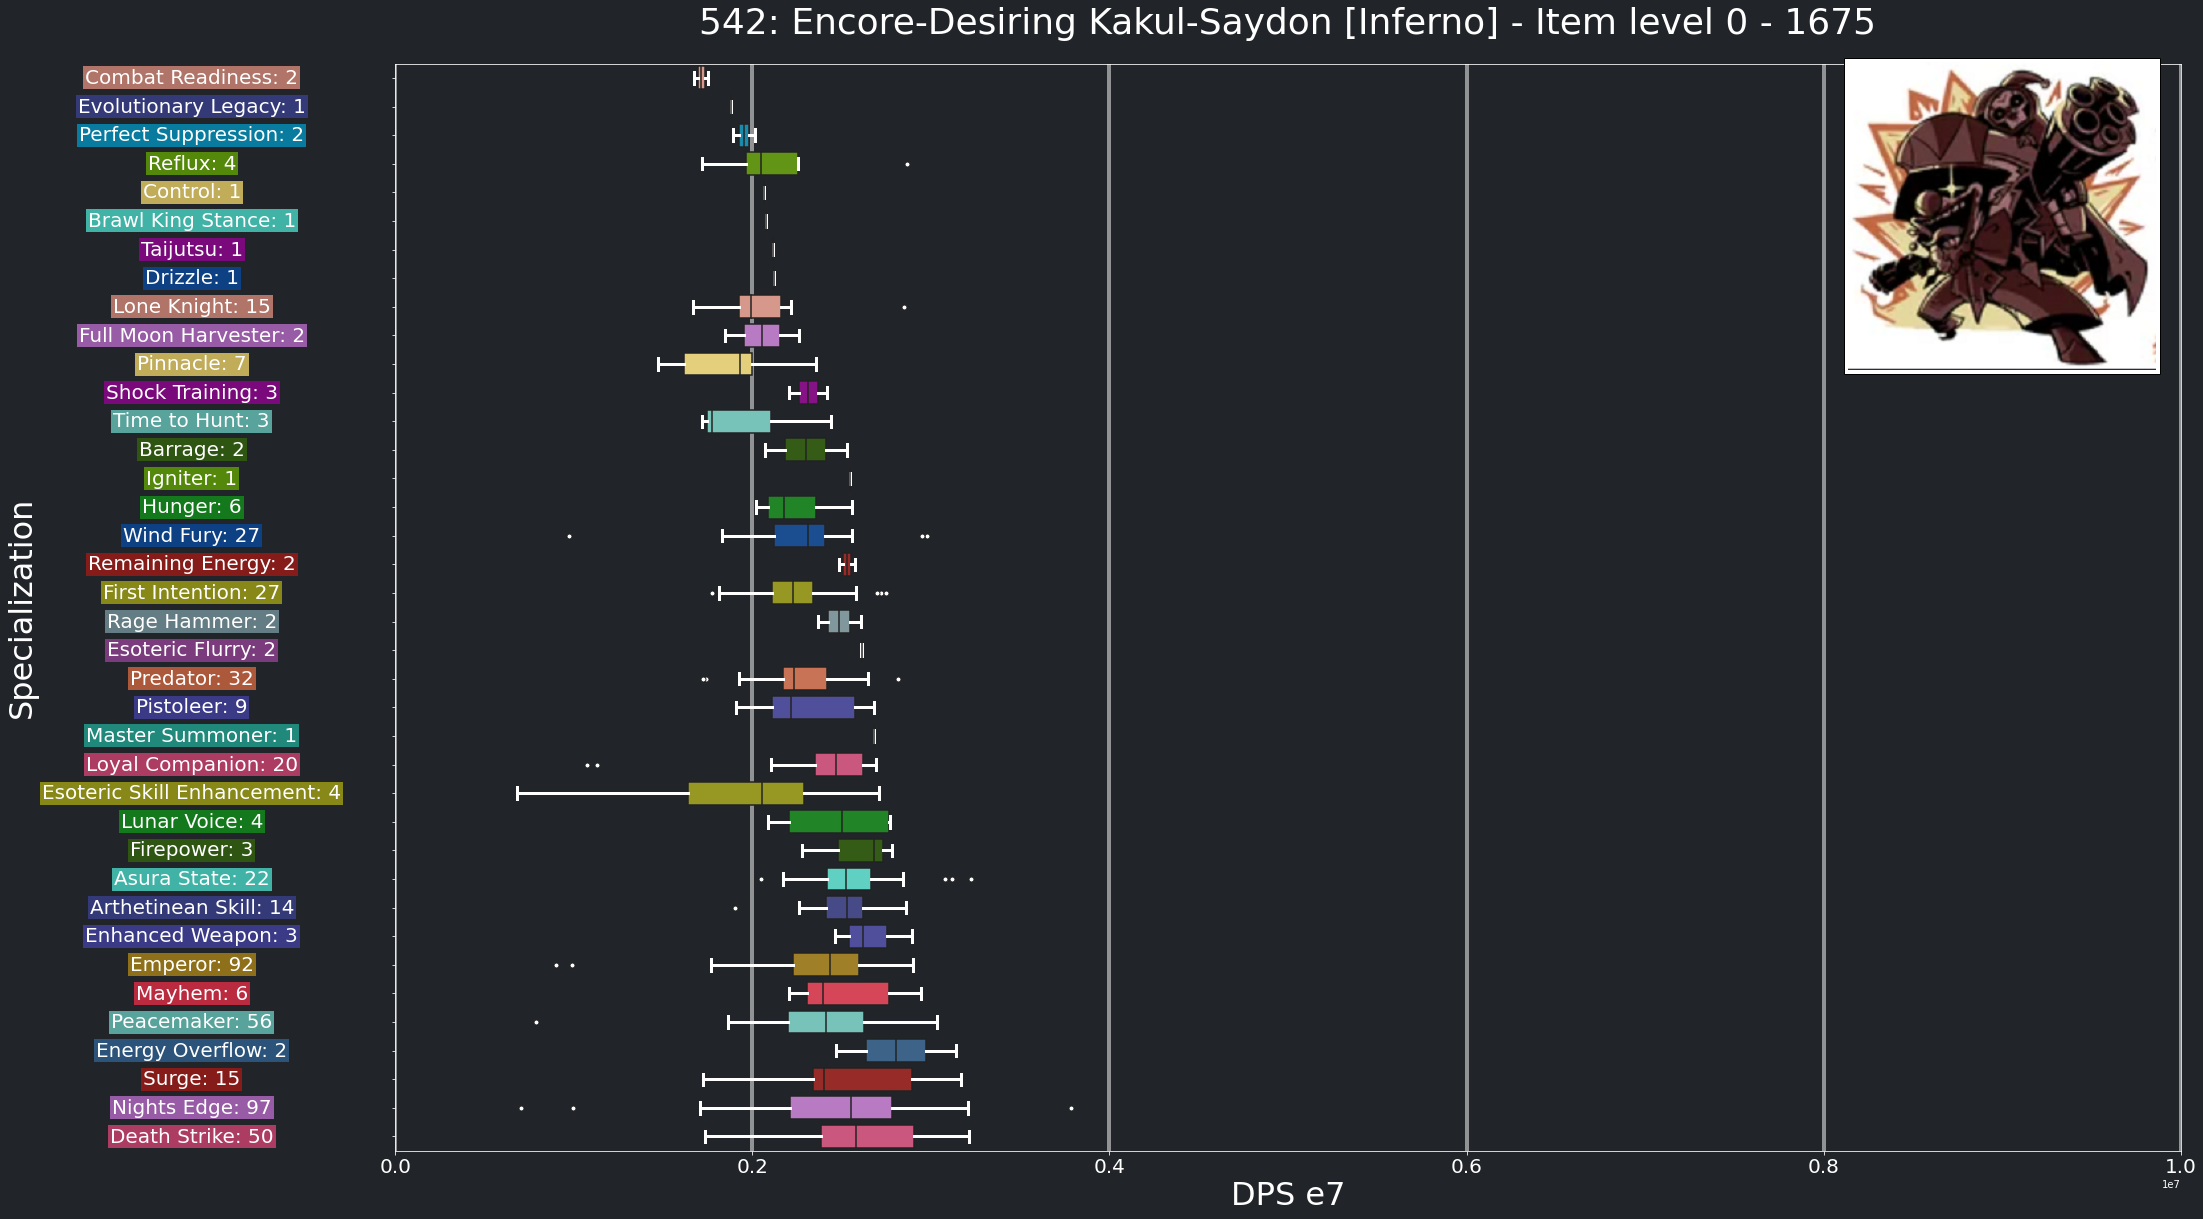 542: Encore-Desiring Kakul-Saydon [Inferno] - Item level 0 - 1675
Specialization
Combat Readiness: 2
Evolutionary Legacy: 1
Perfect Suppression: 2
Reflux: 4
Control: 1
Brawl King Stance: 1
Taijutsu: 1
Drizzle: 1
Lone Knight: 15
Full Moon Harvester: 2
Pinnacle: 7
Shock Training: 3
Time to Hunt: 3
Barrage: 2
Igniter: 1
Hunger: 6
Wind Fury: 27
Remaining Energy: 2
First Intention: 27
Rage Hammer: 2
Esoteric Flurry: 2
Predator: 32
Pistoleer: 9
Master Summoner: 1
Loyal Companion: 20
Esoteric Skill Enhancement: 4
Lunar Voice: 4
Firepower: 3
Asura State: 22
Arthetinean Skill: 14
Enhanced Weapon: 3
Emperor: 92
Mayhem: 6
Peacemaker: 56
Energy Overflow: 2
Surge: 15
Nights Edge: 97
Death Strike: 50
0.0 0.2 0.4 0.6 0.8 1.0
1e7
DPS e7